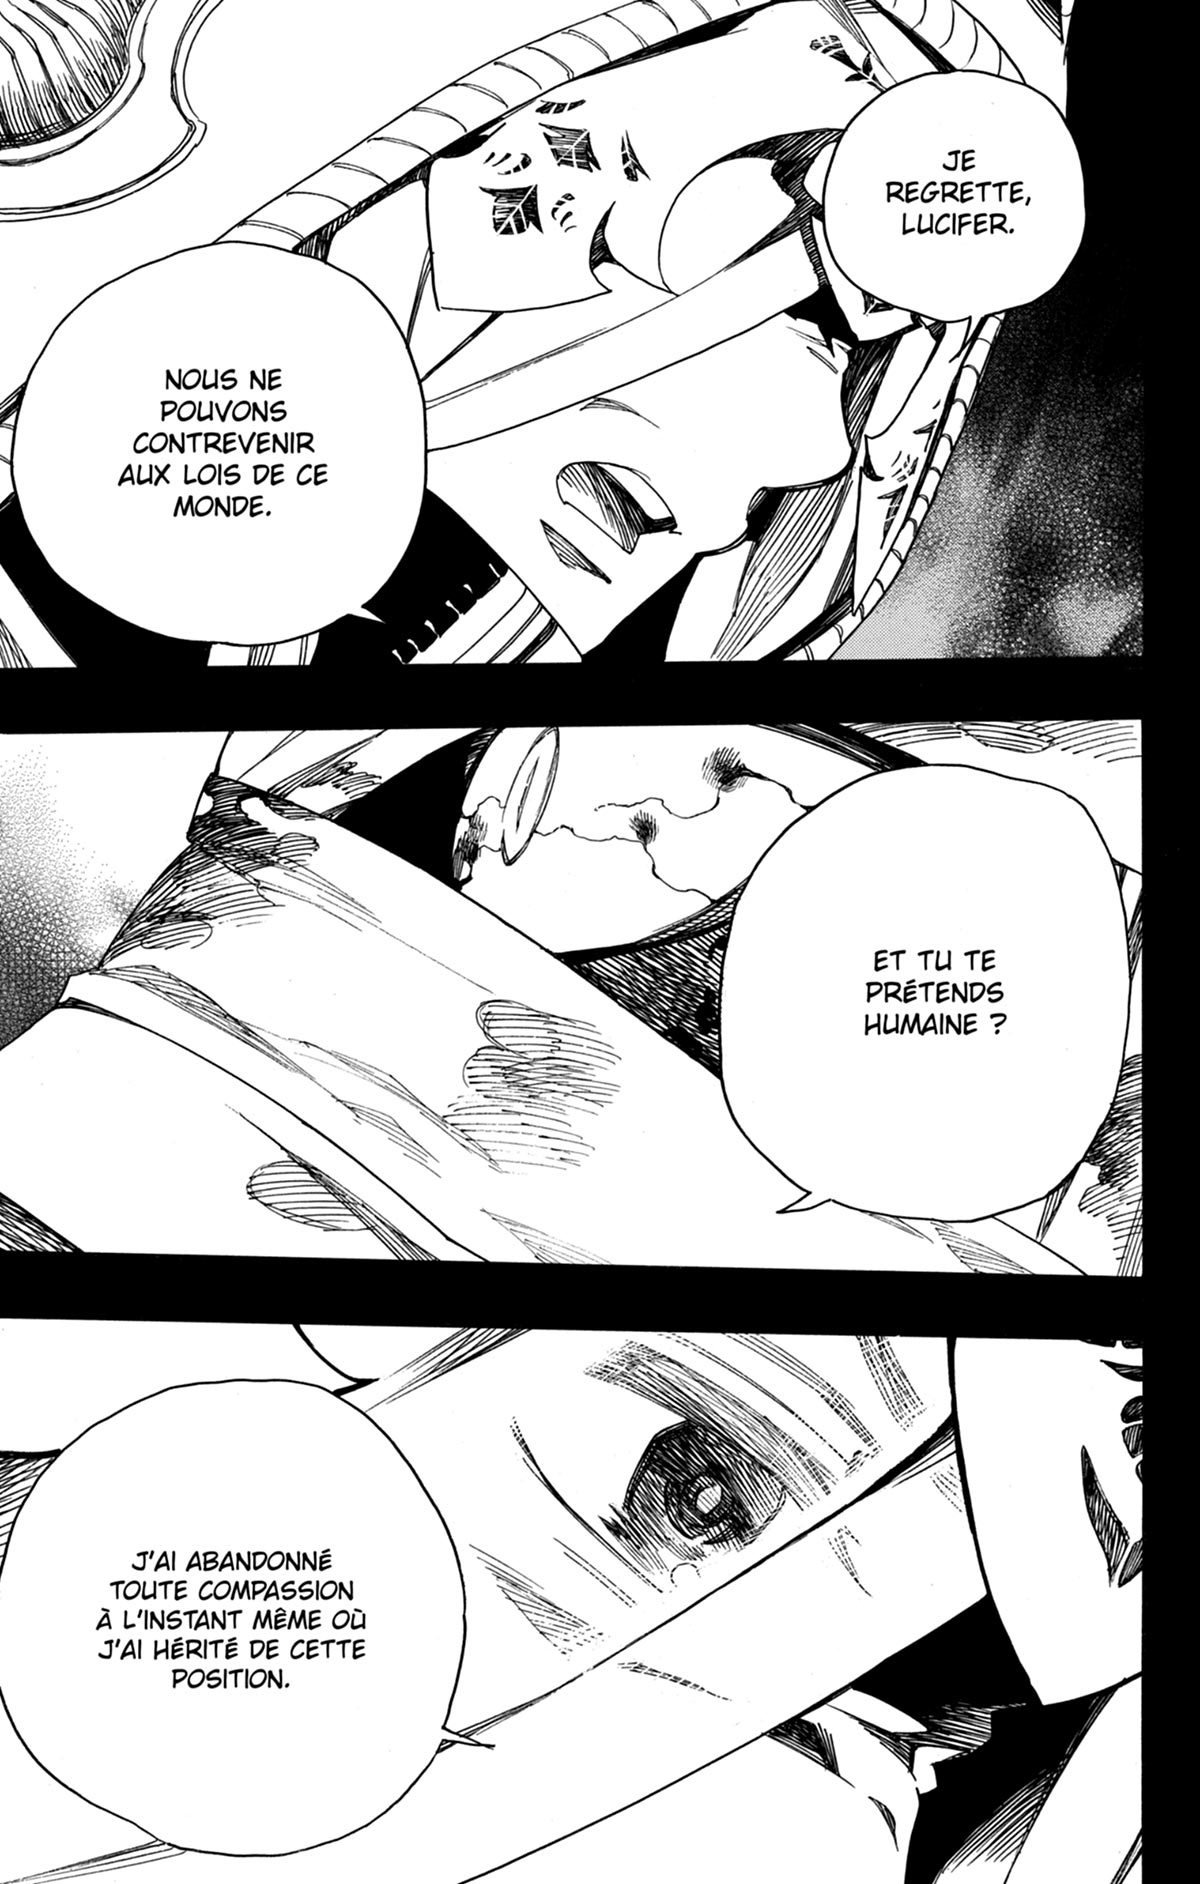 JE
REGRETTE,
LUCIFER.
NOUS NE
POUVONS
CONTREVENIR
AUX LOIS DE CE
MONDE.
ET TU TE
PRÉTENDS
HUMAINE ?
J'AI ABANDONNÉ
TOUTE COMPASSION
À L'INSTANT MÊME OÙ
J'AI HÉRITÉ DE CETTE
POSITION.